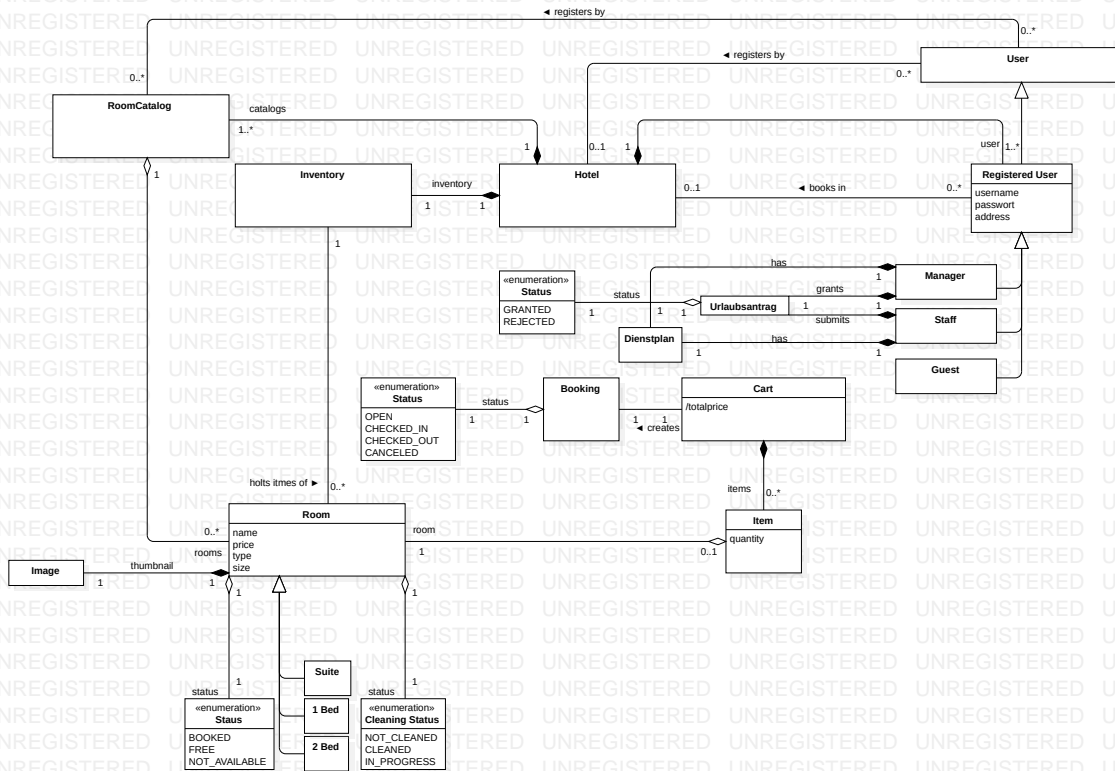 ◄ registers by
0..*
User
◄ registers by
0..*
0..*
RoomCatalog
catalogs
1..*
1
0..1
1
user
1..*
1
Inventory
inventory
1
1
Hotel
0..1
◄ books in
0..*
Registered User
username
passwort
address
1
has
1
Manager
«enumeration»
Status
GRANTED
REJECTED
status
1
1
1
Urlaubsantrag
grants
1
1
submits
Staff
Dienstplan
has
1
1
Guest
«enumeration»
Status
OPEN
CHECKED_IN
CHECKED_OUT
CANCELED
status
1
1
Booking
1
1
◄ creates
Cart
/totalprice
holts itmes of ►
0..*
items
0..*
Room
name
price
type
size
0..*
rooms
room
1
0..1
Item
quantity
Image
thumbnail
1
1
1
1
Suite
1 Bed
2 Bed
status
1
«enumeration»
Staus
BOOKED
FREE
NOT_AVAILABLE
status
1
«enumeration»
Cleaning Status
NOT_CLEANED
CLEANED
IN_PROGRESS
UNREGISTERED